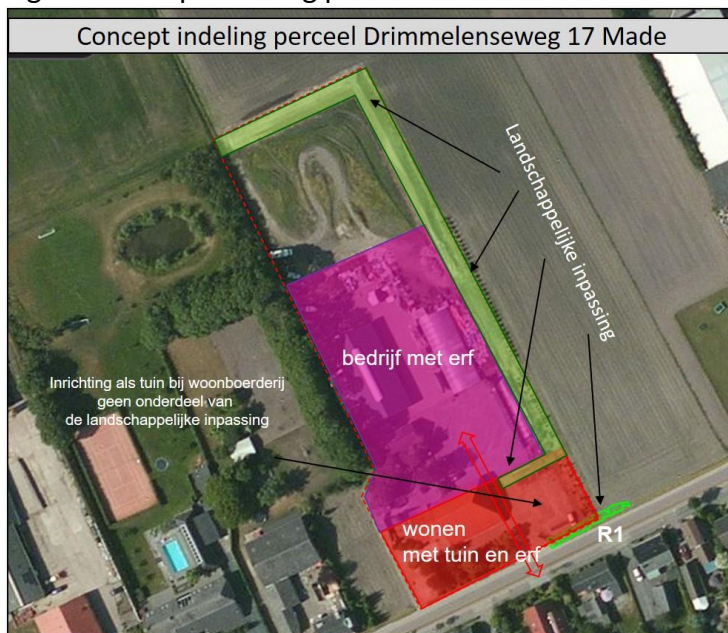 Concept indeling perceel Drimmelenseweg 17 Made
Landschappelijke inpassing
bedrijf met erf
Inrichting als tuin bij woonboerderij
geen onderdeel van
de landschappelijke inpassing
wonen
met tuin en erf
R1